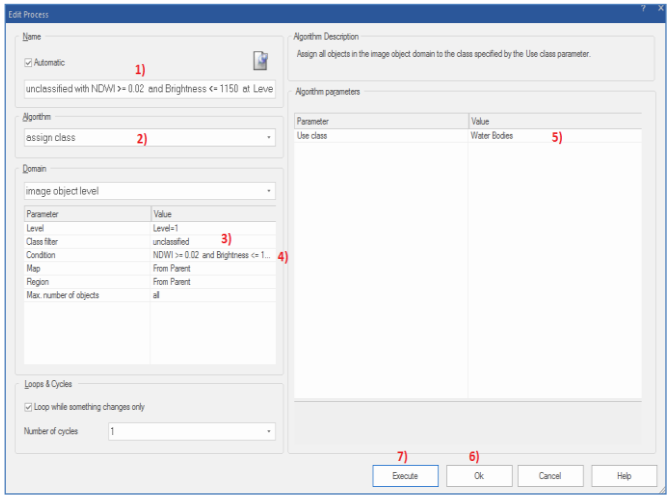 Edit Process
? X
Name
Automatic
1)
unclassified with NDWI >= 0.02 and Brightness <= 1150 at Leve
Algorithm
assign class
2)
Domain
image object level
Parameter Value
Level Level=1
Class filter unclassified
3)
Condition NDWI >= 0.02 and Brightness <= 1...
4)
Map From Parent
Region From Parent
Max. number of objects all
Loops & Cycles
Loop while something changes only
Number of cycles 1
Algorithm Description
Assign all objects in the image object domain to the class specified by the Use class parameter.
Algorithm parameters
Parameter Value
Use class Water Bodies
5)
7) 6)
Execute Ok Cancel Help